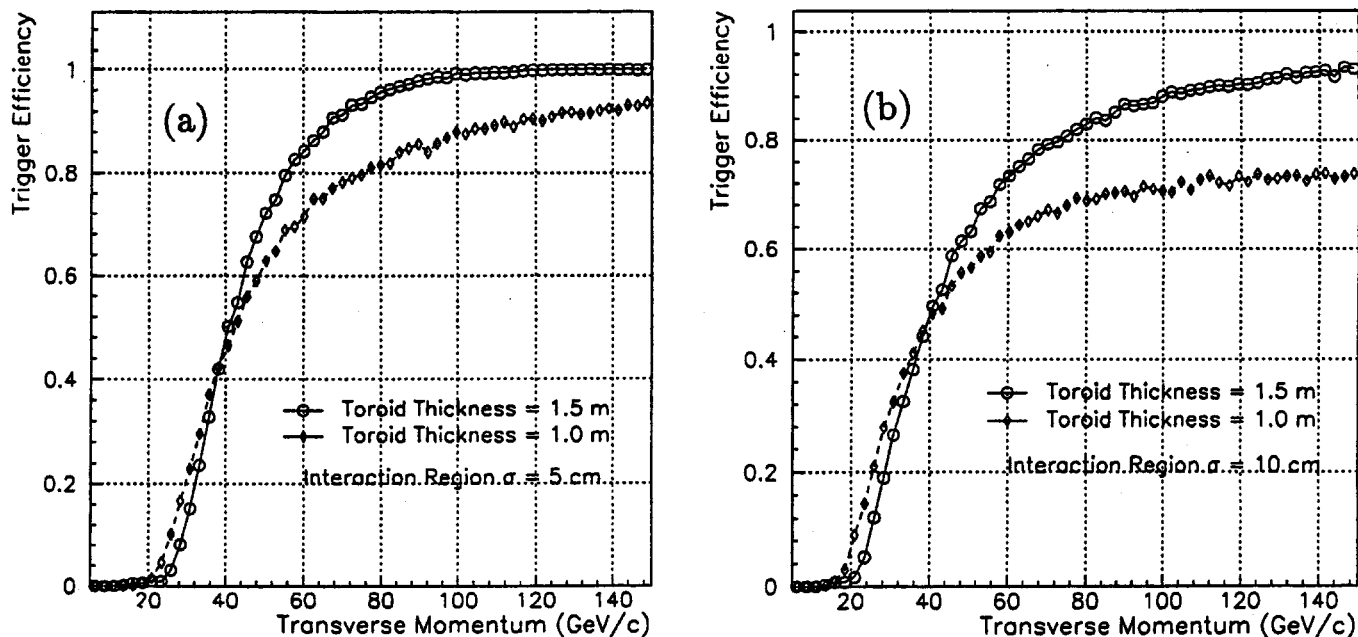 Trigger Efficiency
1
0.8
0.6
0.4
0.2
0
(a)
Toroid Thickness = 1.5 m
Toroid Thickness = 1.0 m
Interaction Region σ = 5 cm
20 40 60 80 100 120 140
Transverse Momentum (GeV/c)
Trigger Efficiency
1
0.8
0.6
0.4
0.2
0
(b)
Toroid Thickness = 1.5 m
Toroid Thickness = 1.0 m
Interaction Region σ = 10 cm
20 40 60 80 100 120 140
Transverse Momentum (GeV/c)